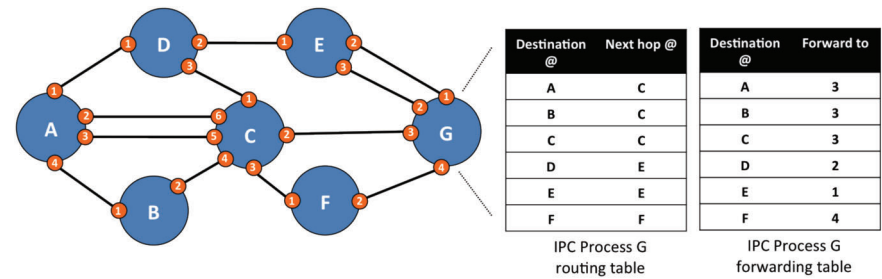 D
E
A
C
G
B
F
1
2
3
1
2
3
1
2
3
4
1
2
3
4
5
6
1
2
3
4
1
2
1
2
Destination @ Next hop @
A C
B C
C C
D E
E E
F F
IPC Process G
routing table
Destination @ Forward to
A 3
B 3
C 3
D 2
E 1
F 4
IPC Process G
forwarding table